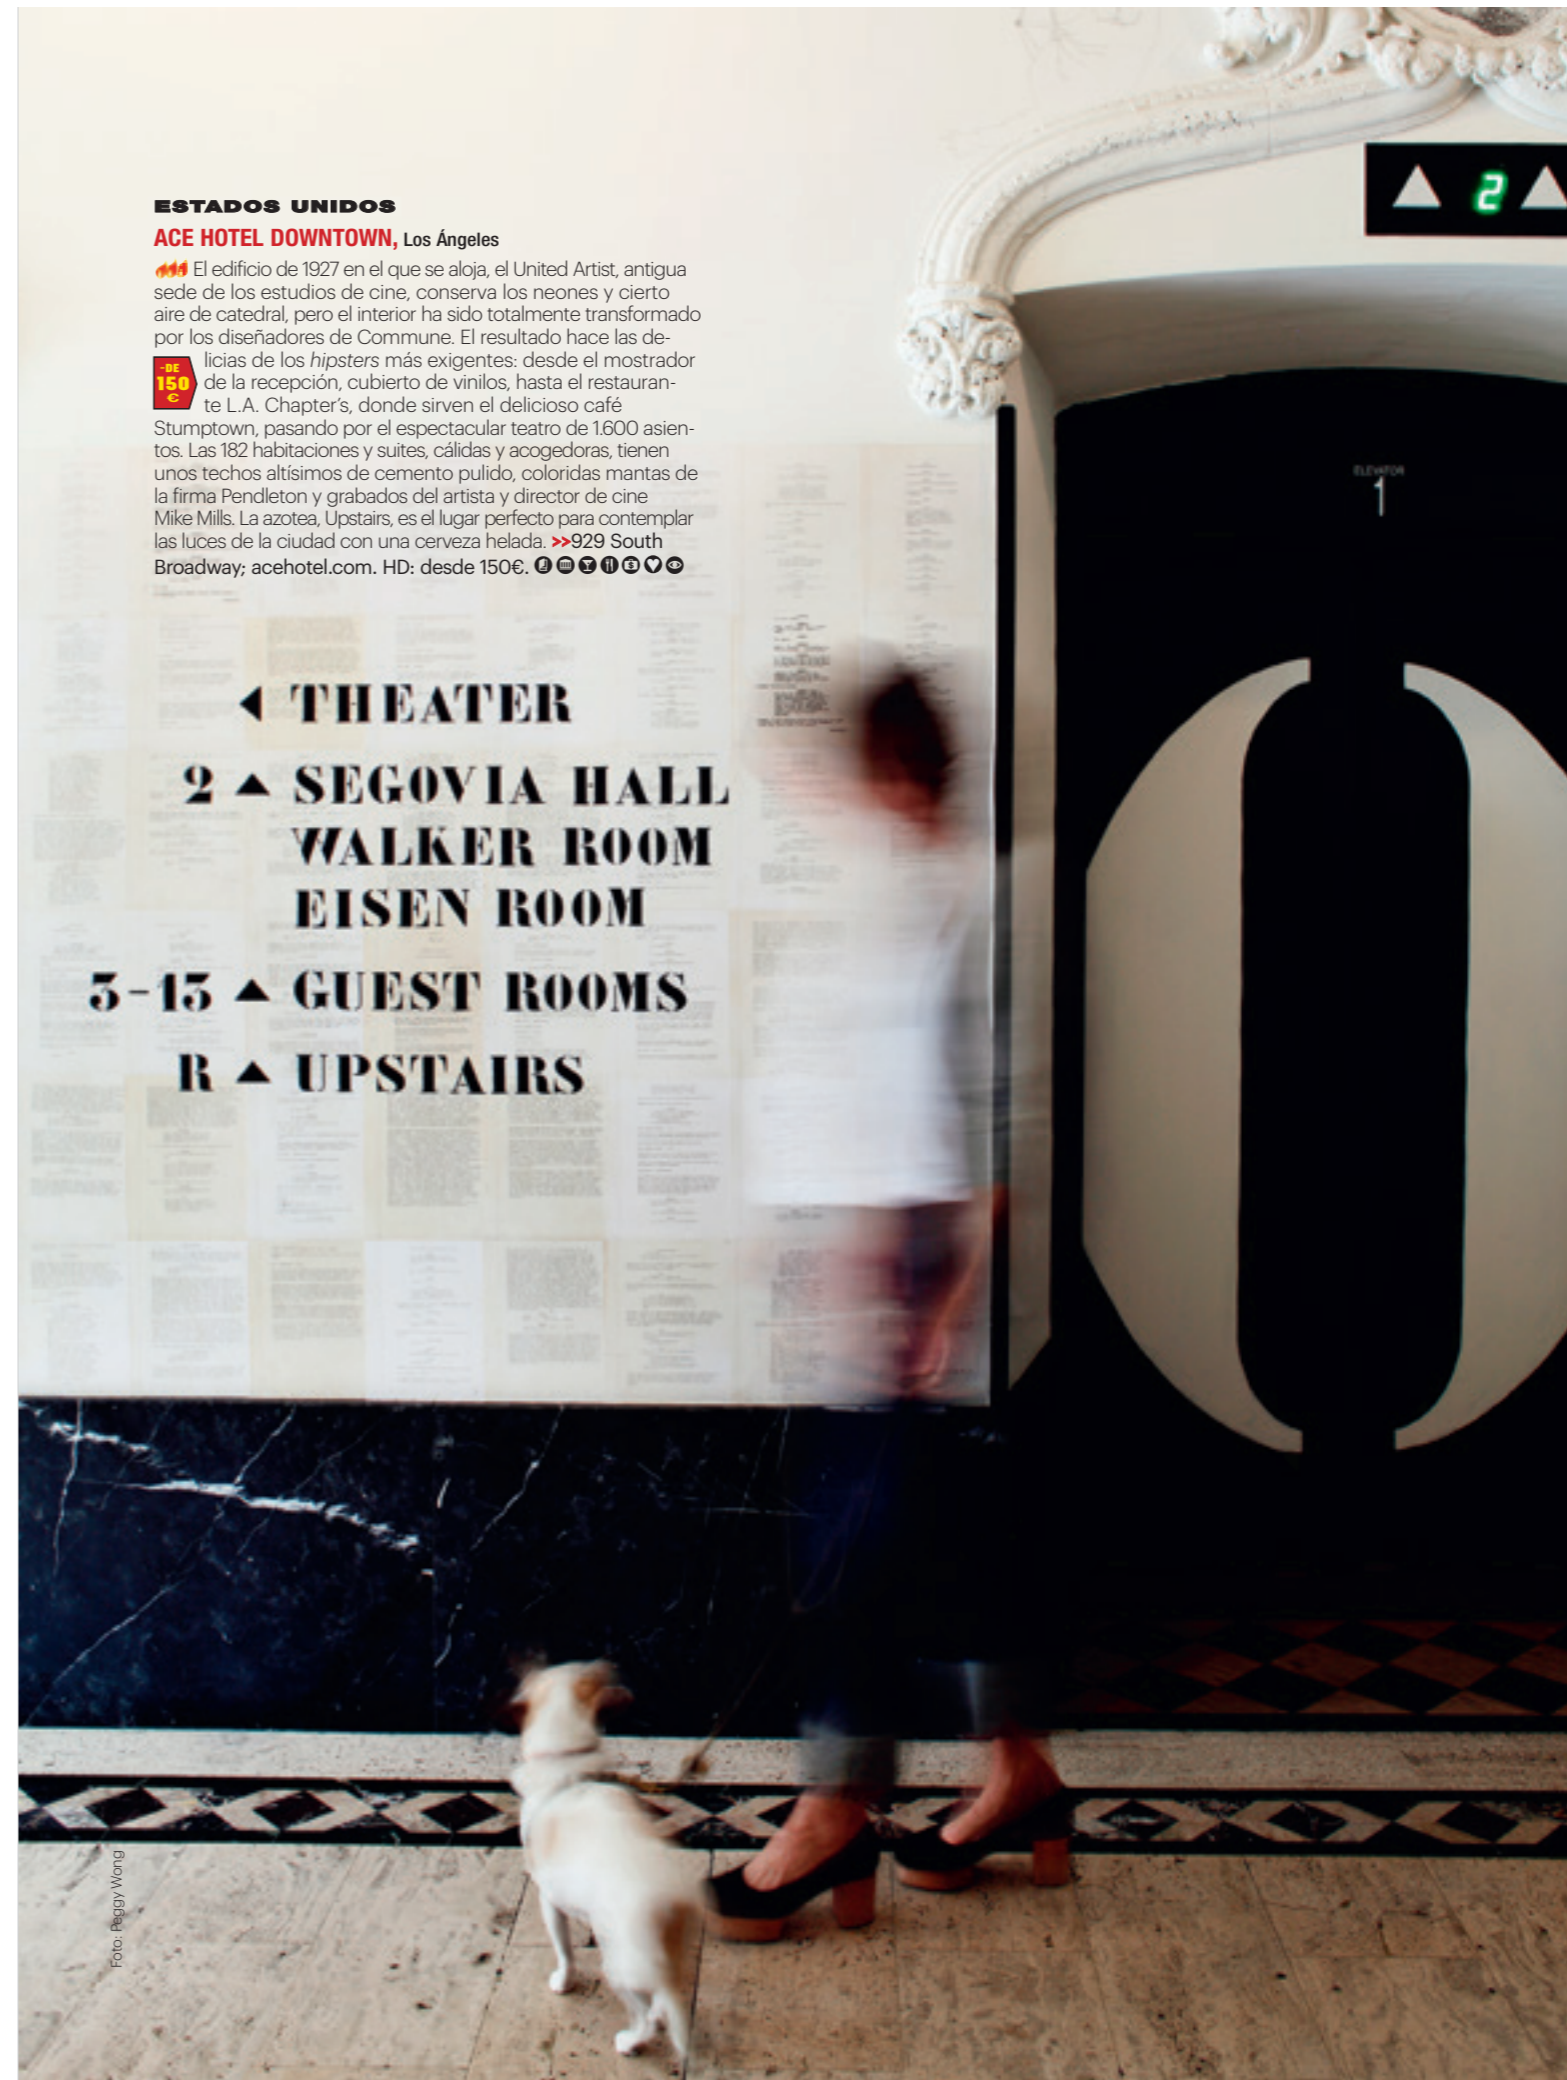 ESTADOS UNIDOS
ACE HOTEL DOWNTOWN, Los Ángeles
El edificio de 1927 en el que se aloja, el United Artist, antigua
sede de los estudios de cine, conserva los neones y cierto
aire de catedral, pero el interior ha sido totalmente transformado
por los diseñadores de Commune. El resultado hace las de-
licias de los hipsters más exigentes: desde el mostrador
de la recepción, cubierto de vinilos, hasta el restauran-
te L.A. Chapter's, donde sirven el delicioso café
Stumptown, pasando por el espectacular teatro de 1.600 asien-
tos. Las 182 habitaciones y suites, cálidas y acogedoras, tienen
unos techos altísimos de cemento pulido, coloridas mantas de
la firma Pendleton y grabados del artista y director de cine
Mike Mills. La azotea, Upstairs, es el lugar perfecto para contemplar
las luces de la ciudad con una cerveza helada. >>929 South
Broadway; acehotel.com. HD: desde 150€.
-DE
150
€
2
ELEVATOR
1
THEATER
2 SEGOVIA HALL
WALKER ROOM
EISEN ROOM
3-13 GUEST ROOMS
R UPSTAIRS
0
Foto: Peggy Wong